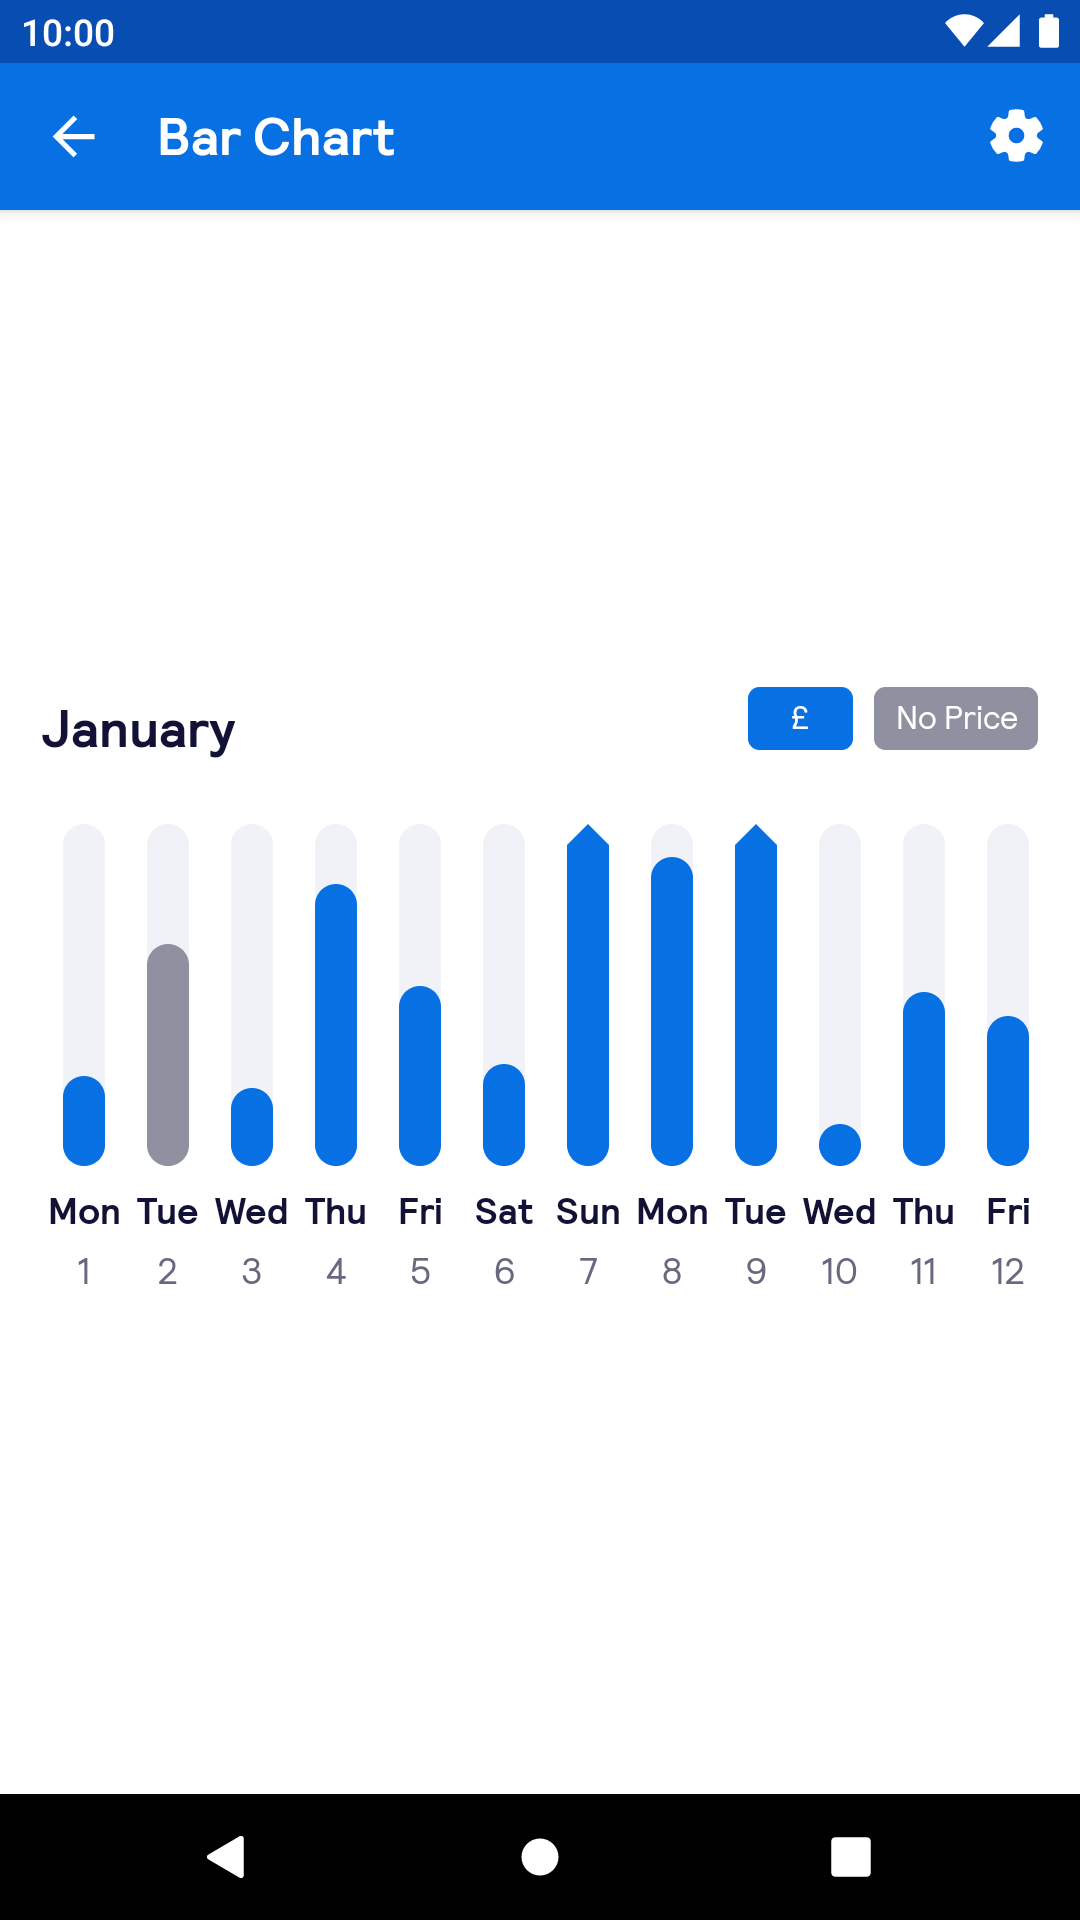 10:00
Bar Chart
January
£
No Price
Mon Tue Wed Thu Fri Sat Sun Mon Tue Wed Thu Fri
1 2 3 4 5 6 7 8 9 10 11 12